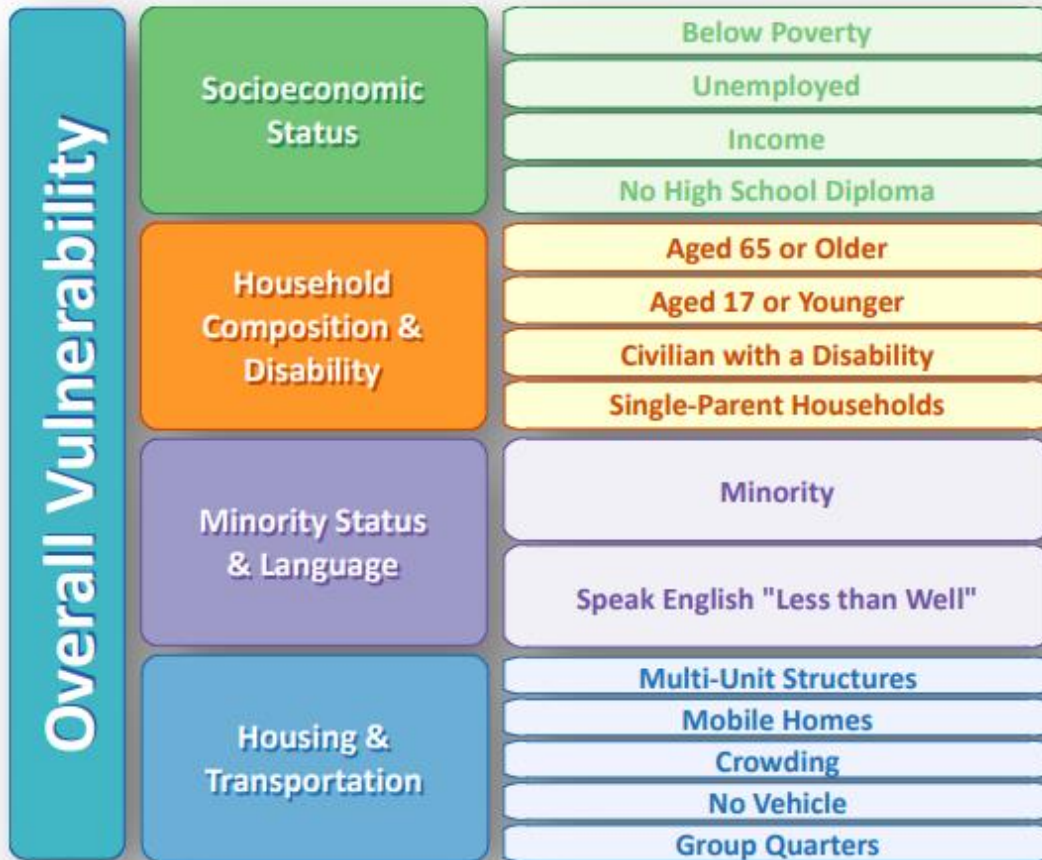 Overall Vulnerability
Socioeconomic
Status
Below Poverty
Unemployed
Income
No High School Diploma
Household
Composition &
Disability
Aged 65 or Older
Aged 17 or Younger
Civilian with a Disability
Single-Parent Households
Minority Status
& Language
Minority
Speak English "Less than Well"
Housing &
Transportation
Multi-Unit Structures
Mobile Homes
Crowding
No Vehicle
Group Quarters